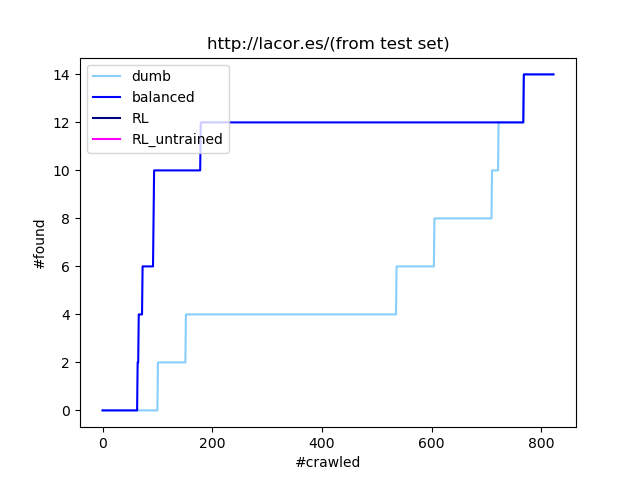 http://lacor.es/(from test set)
dumb
balanced
RL
RL_untrained
#found
14
12
10
8
6
4
2
0
0 200 400 600 800
#crawled